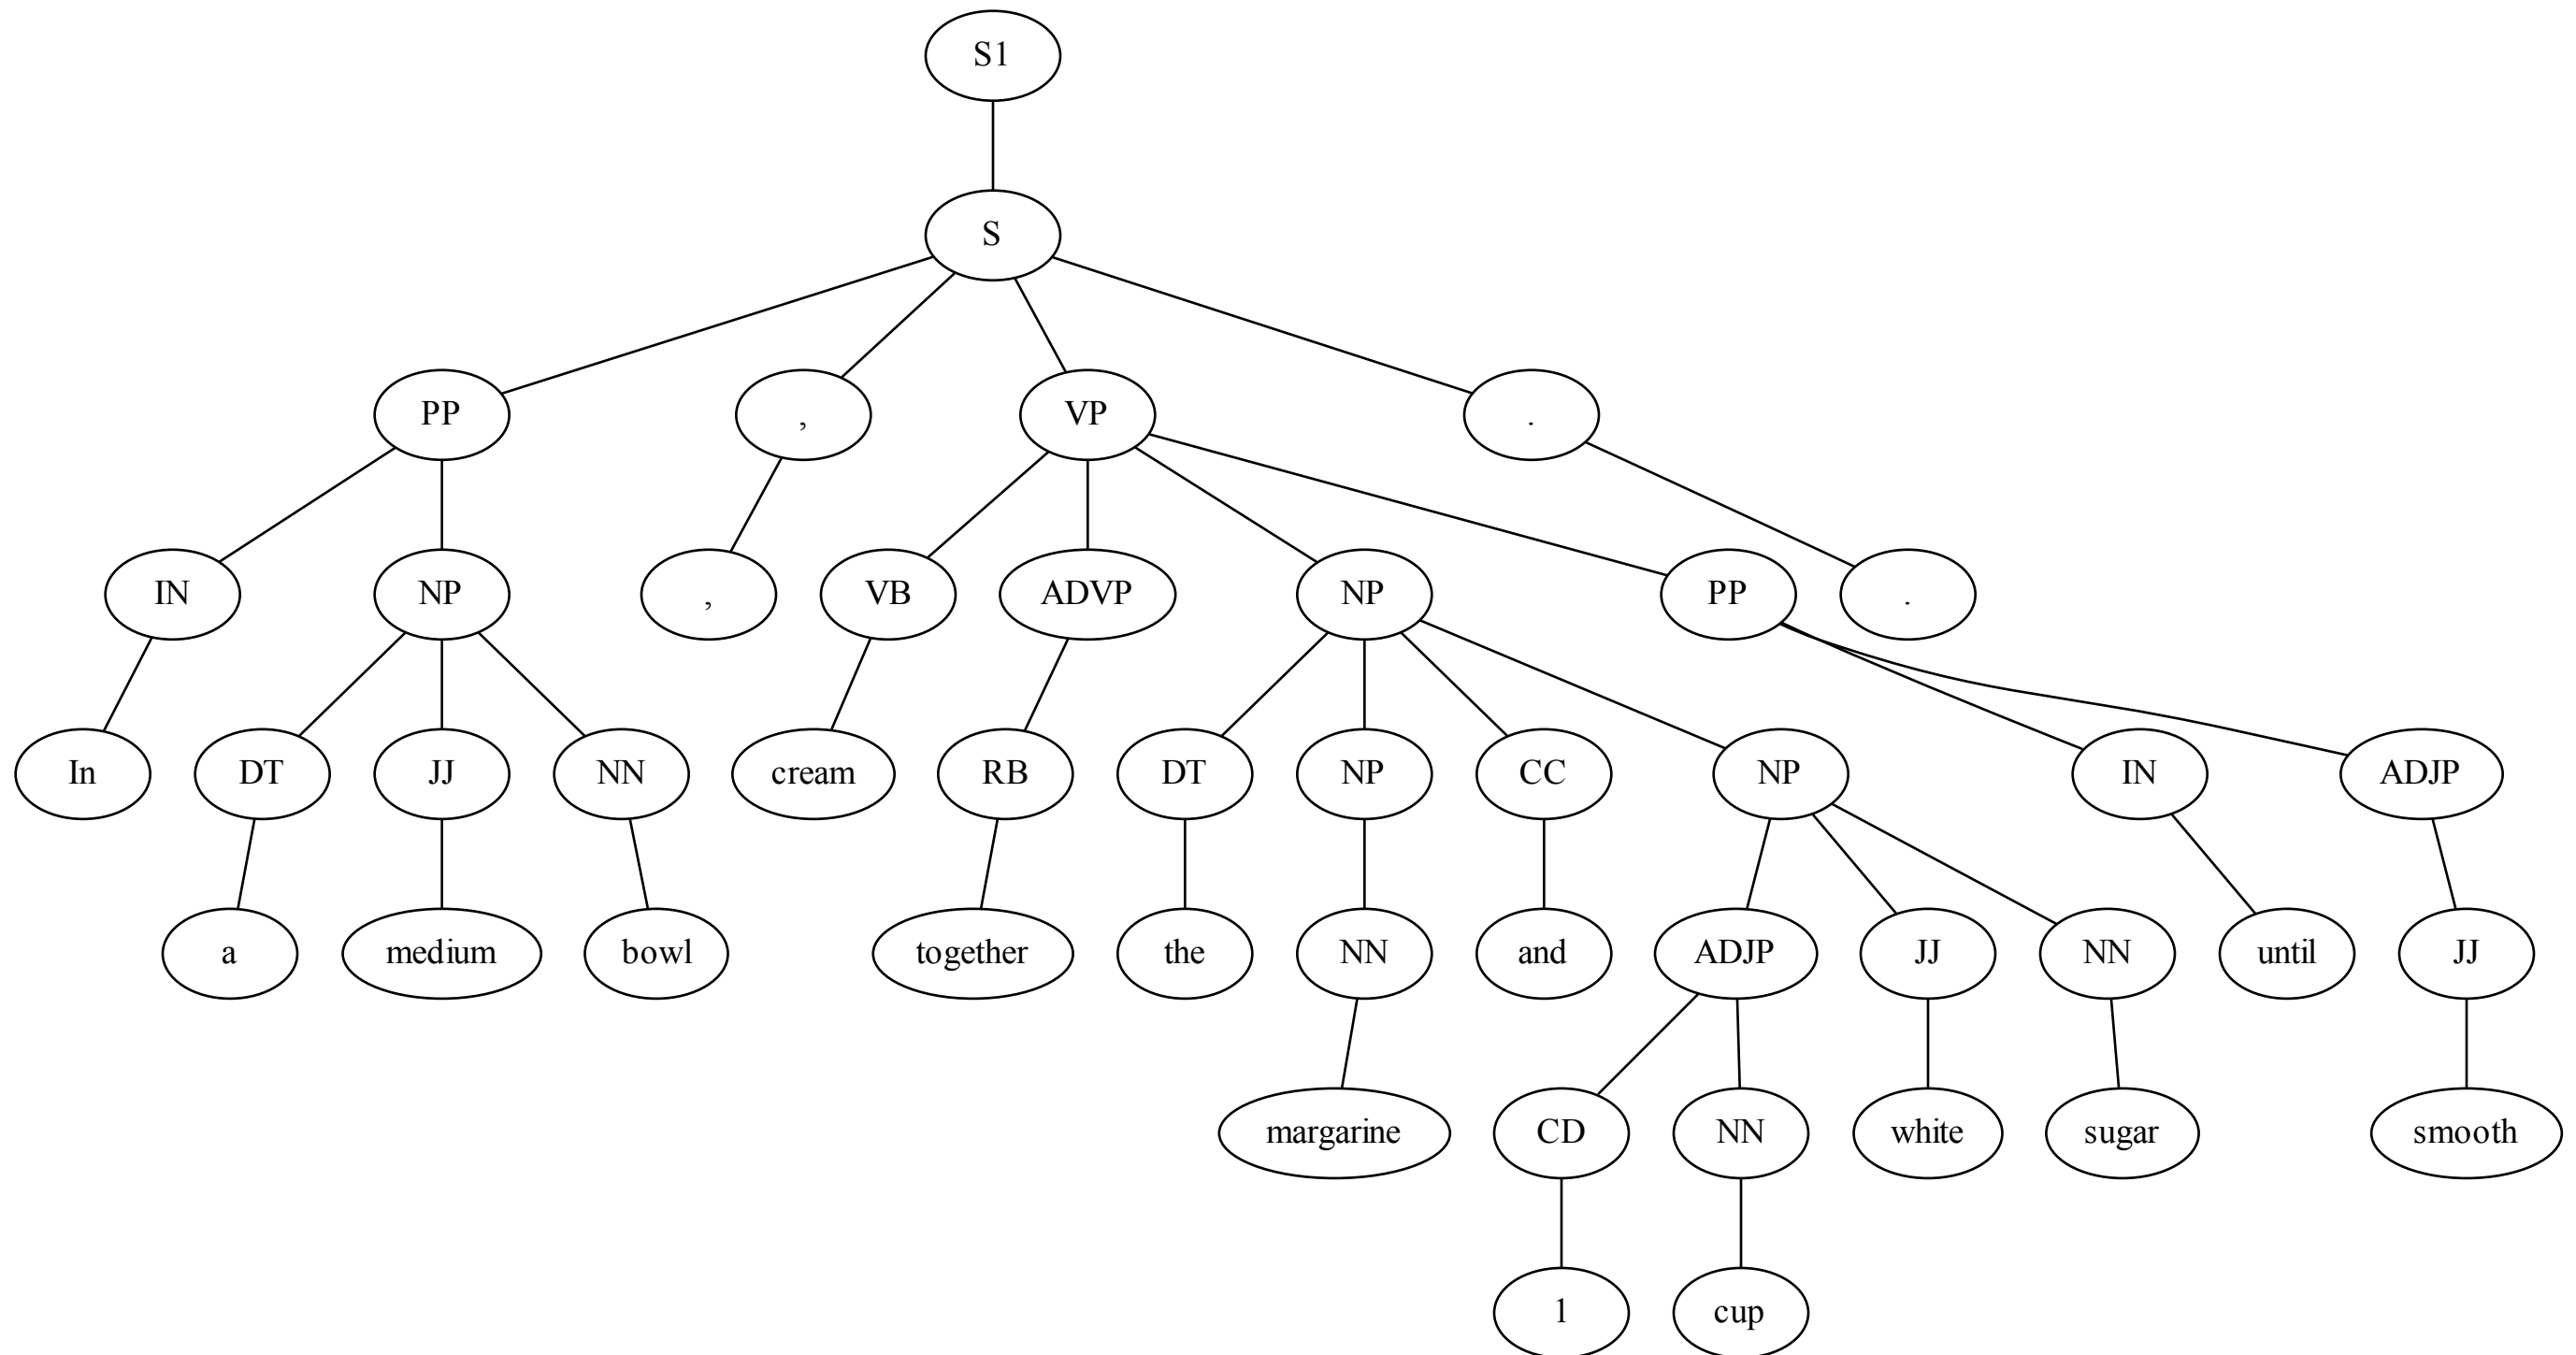 S1
S
PP , VP .
IN NP , VB ADVP NP PP .
In DT JJ NN cream RB DT NP CC NP IN ADJP
a medium bowl together the NN and ADJP JJ NN until JJ
margarine CD NN white sugar smooth
1 cup